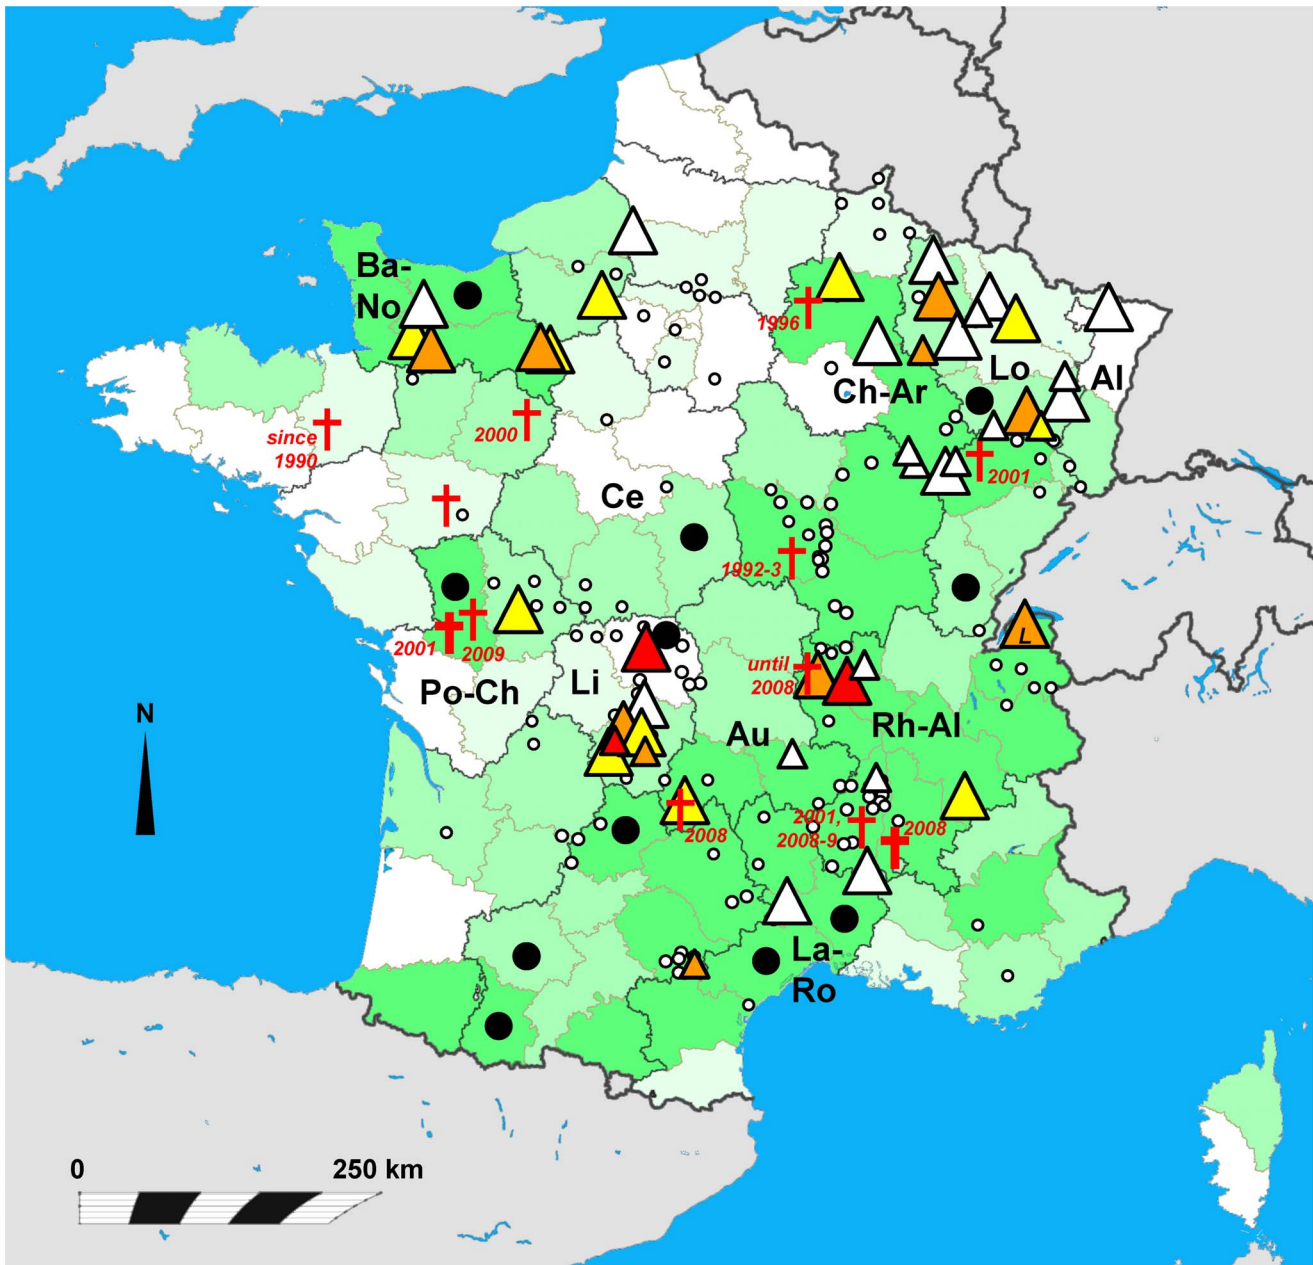 Ba-
No
1996
Lo
Al
Ch-Ar
since
1990
2000
2001
Ce
1992-3
2001
2009
L
until
2008
Po-Ch
Li
Rh-Al
N
Au
2001,
2008-9
2008
2008
La-
Ro
0
250 km